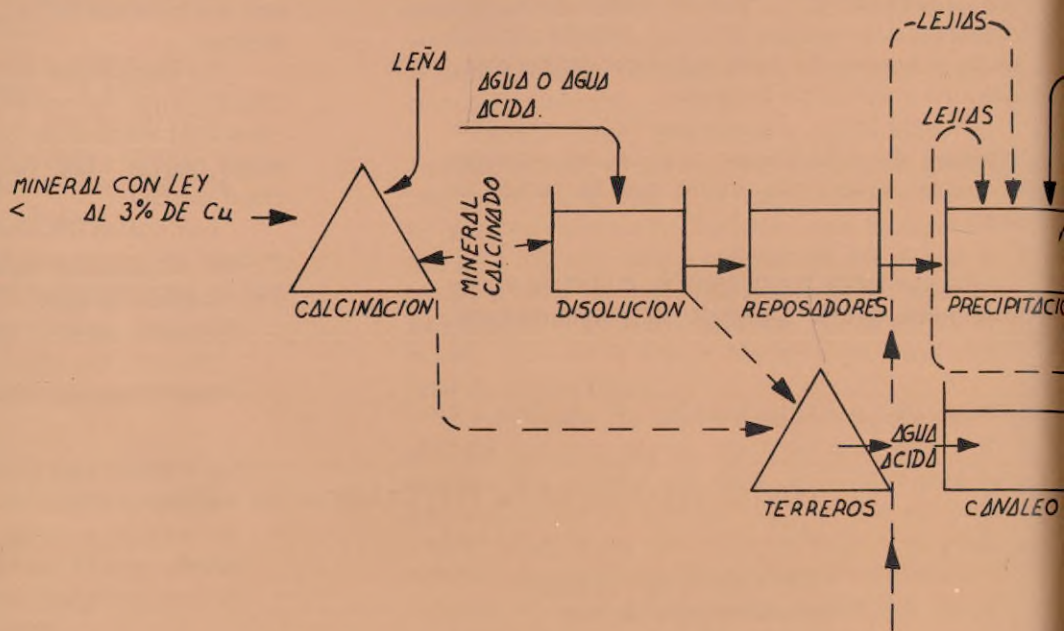 LEJIAS
LEÑA
AGUA O AGUA
ACIDA.
LEJIAS
MINERAL CON LEY
< AL 3% DE Cu
MINERAL
CALCINADO
CALCINACION
DISOLUCION
REPOSADORES
PRECIPITACIO
AGUA
ACIDA
TERREROS
CANALEO